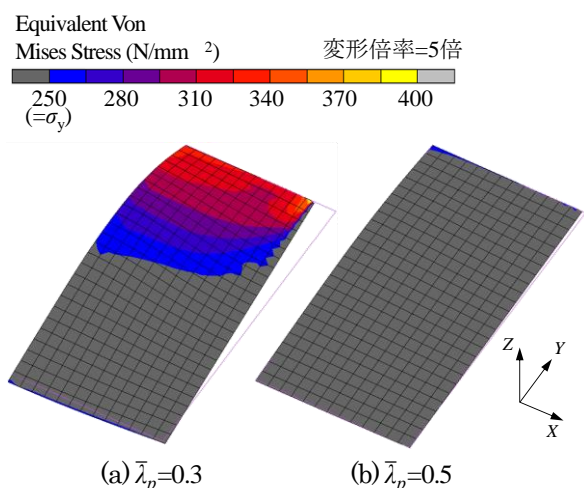 Equivalent Von
Mises Stress (N/mm 2) 変形倍率=5倍
250 280 310 340 370 400
(=σy)
Z
Y
X
(a) λ̅p=0.3 (b) λ̅p=0.5